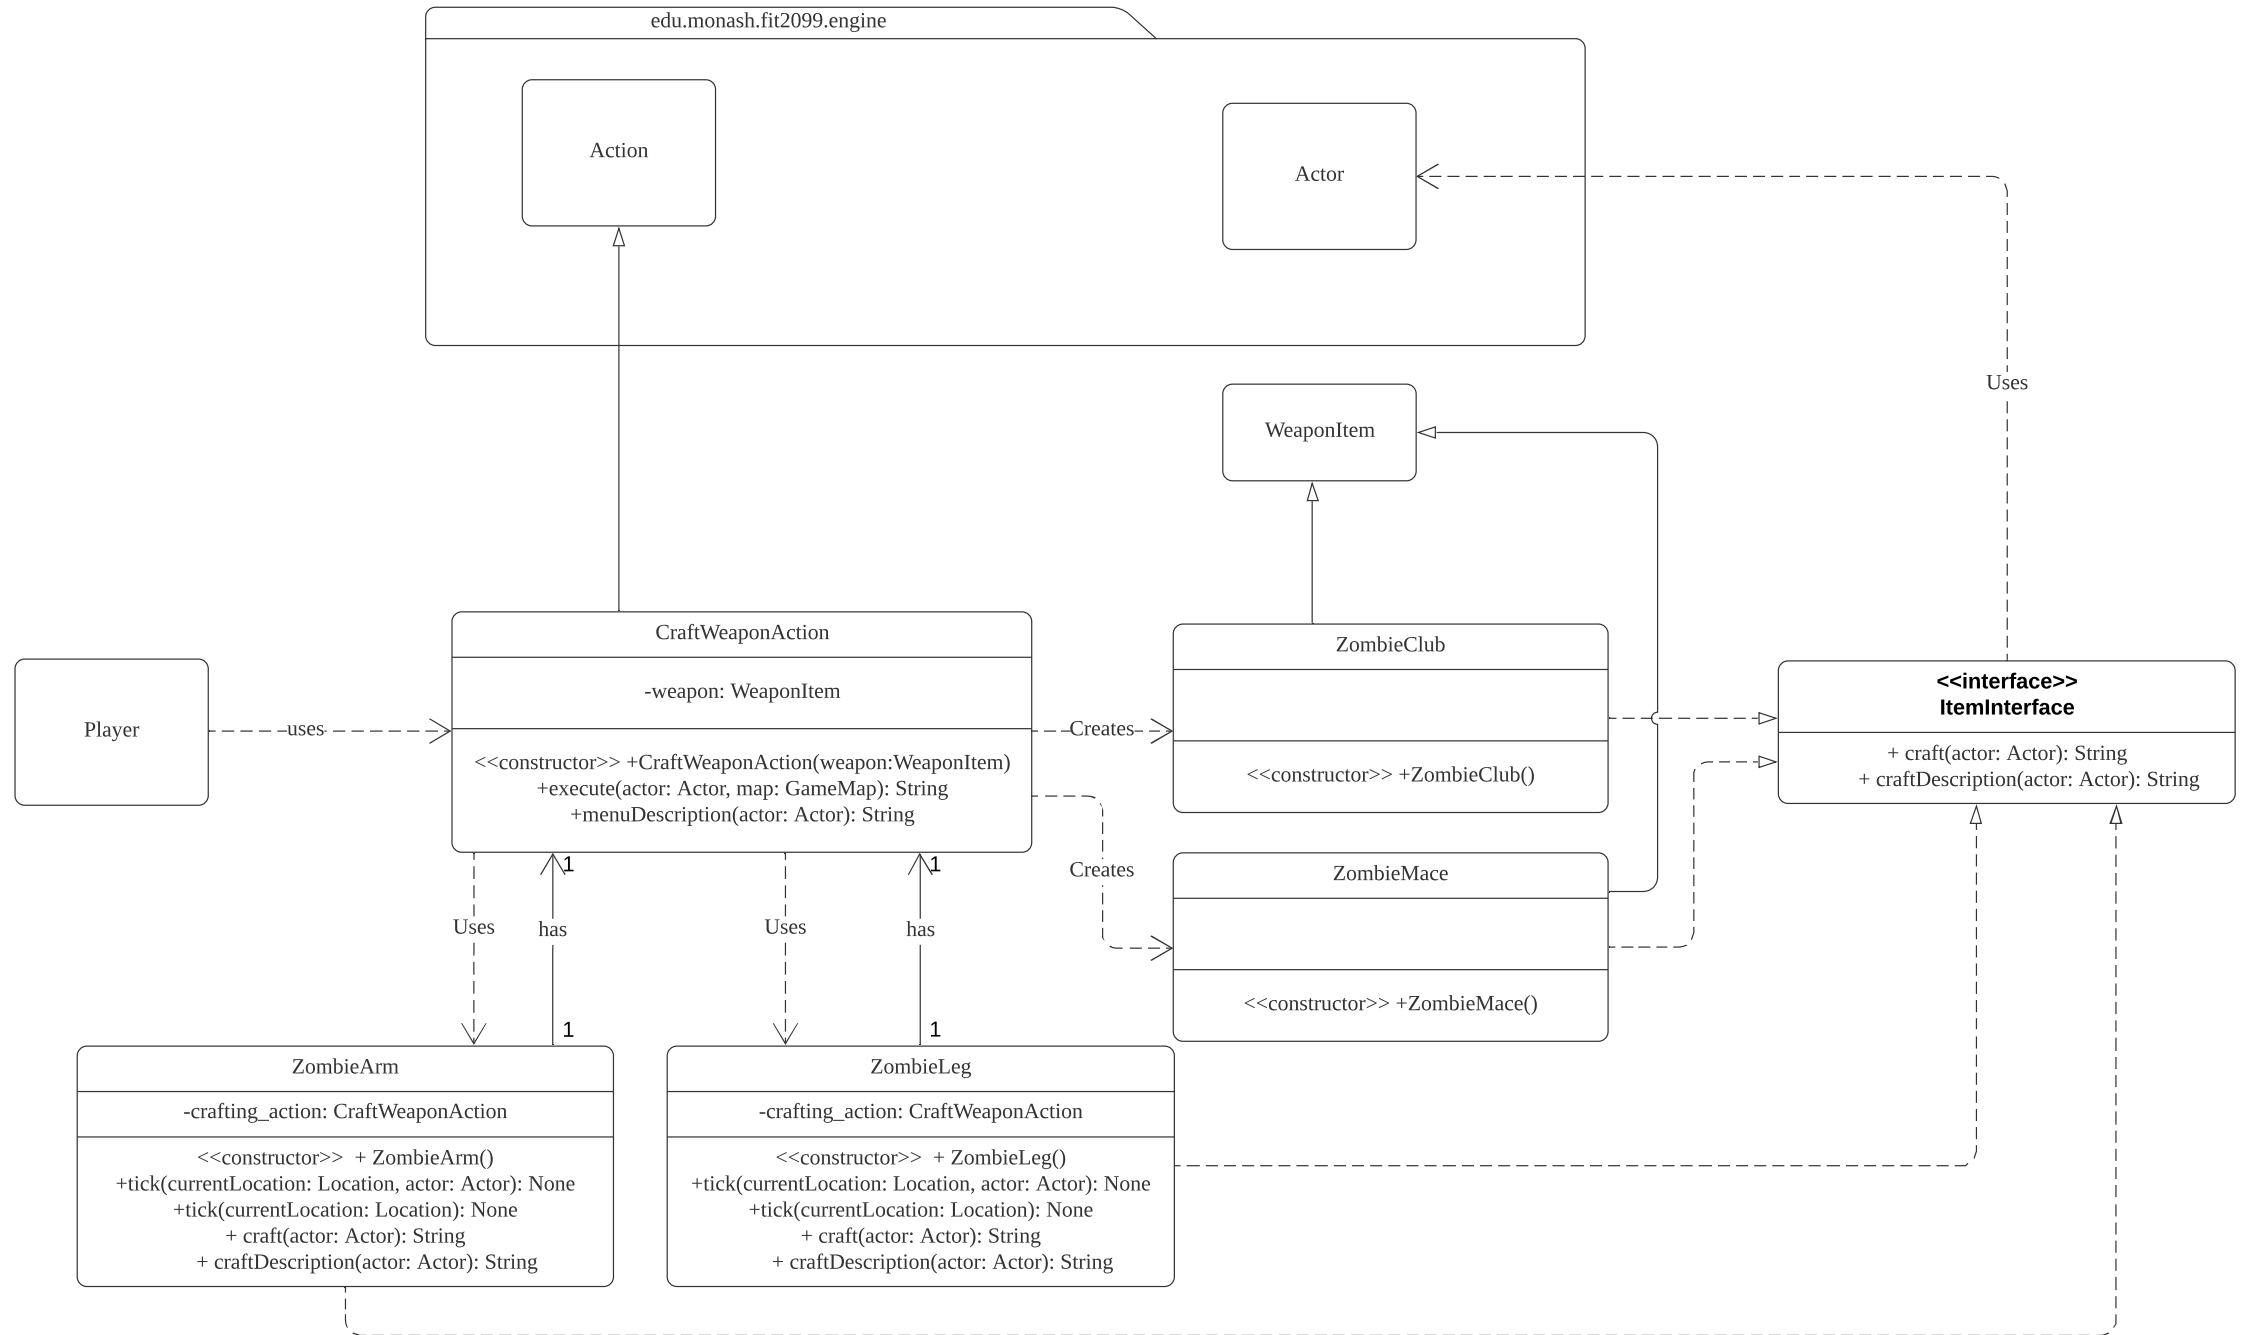 edu.monash.fit2099.engine
Action
Actor
Uses
WeaponItem
Player
uses
CraftWeaponAction
-weapon: WeaponItem
<<constructor>> +CraftWeaponAction(weapon:WeaponItem)
+execute(actor: Actor, map: GameMap): String
+menuDescription(actor: Actor): String
Creates
Creates
ZombieClub
<<constructor>> +ZombieClub()
<<interface>>
ItemInterface
+ craft(actor: Actor): String
+ craftDescription(actor: Actor): String
ZombieMace
<<constructor>> +ZombieMace()
1
1
Uses
has
Uses
has
1
1
ZombieArm
-crafting_action: CraftWeaponAction
<<constructor>>  + ZombieArm()
+tick(currentLocation: Location, actor: Actor): None
+tick(currentLocation: Location): None
+ craft(actor: Actor): String
+ craftDescription(actor: Actor): String
ZombieLeg
-crafting_action: CraftWeaponAction
<<constructor>>  + ZombieLeg()
+tick(currentLocation: Location, actor: Actor): None
+tick(currentLocation: Location): None
+ craft(actor: Actor): String
+ craftDescription(actor: Actor): String